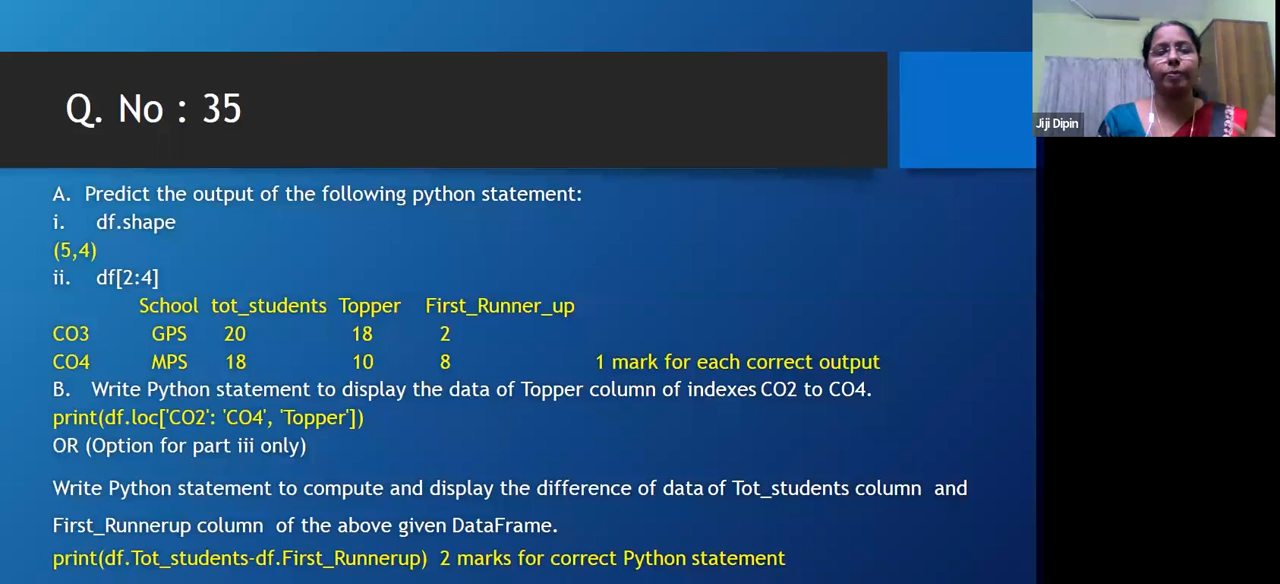 Q. No : 35
Jiji Dipin
A. Predict the output of the following python statement:
i. df.shape
(5,4)
ii. df[2:4]
School tot_students Topper First_Runner_up
CO3 GPS 20 18 2
CO4 MPS 18 10 8 1 mark for each correct output
B. Write Python statement to display the data of Topper column of indexes CO2 to CO4.
print(df.loc['CO2': 'CO4', 'Topper'])
OR (Option for part iii only)
Write Python statement to compute and display the difference of data of Tot_students column and
First_Runnerup column of the above given DataFrame.
print(df.Tot_students-df.First_Runnerup) 2 marks for correct Python statement